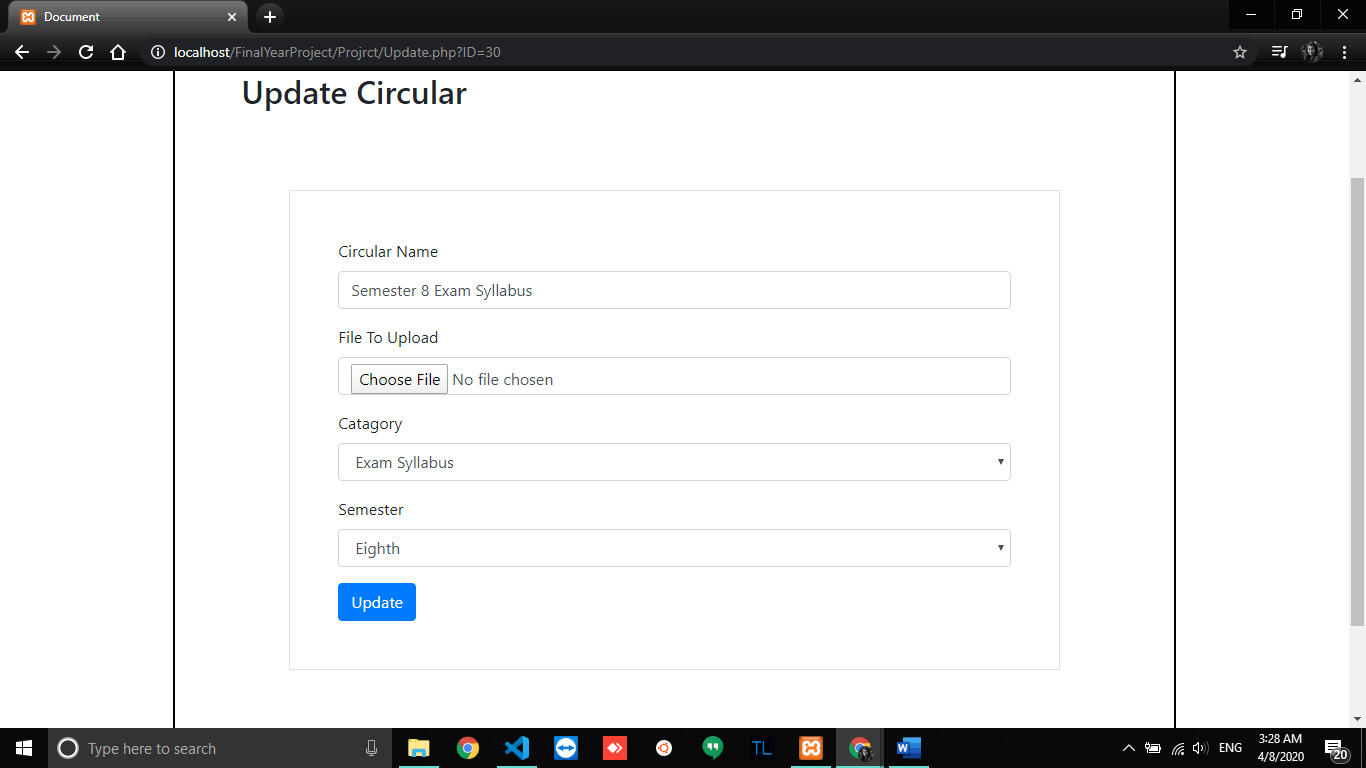 Document
localhost/FinalYearProject/Projrct/Update.php?ID=30
Update Circular
Circular Name
Semester 8 Exam Syllabus
File To Upload
Choose File No file chosen
Catagory
Exam Syllabus
Semester
Eighth
Update
Type here to search
TL
ENG
3:28 AM
4/8/2020
20